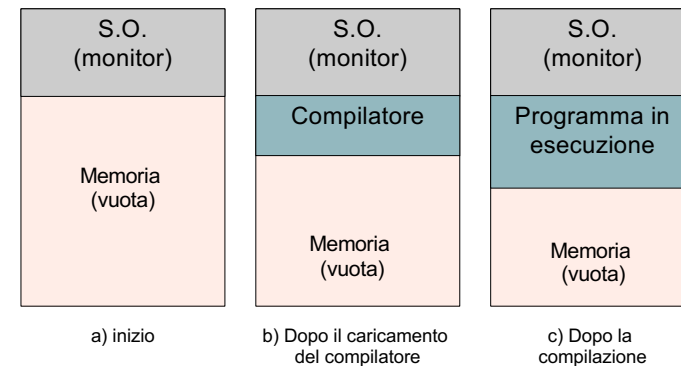 S.O.
(monitor)
Memoria
(vuota)
a) inizio
S.O.
(monitor)
Compilatore
Memoria
(vuota)
b) Dopo il caricamento
del compilatore
S.O.
(monitor)
Programma in
esecuzione
Memoria
(vuota)
c) Dopo la
compilazione